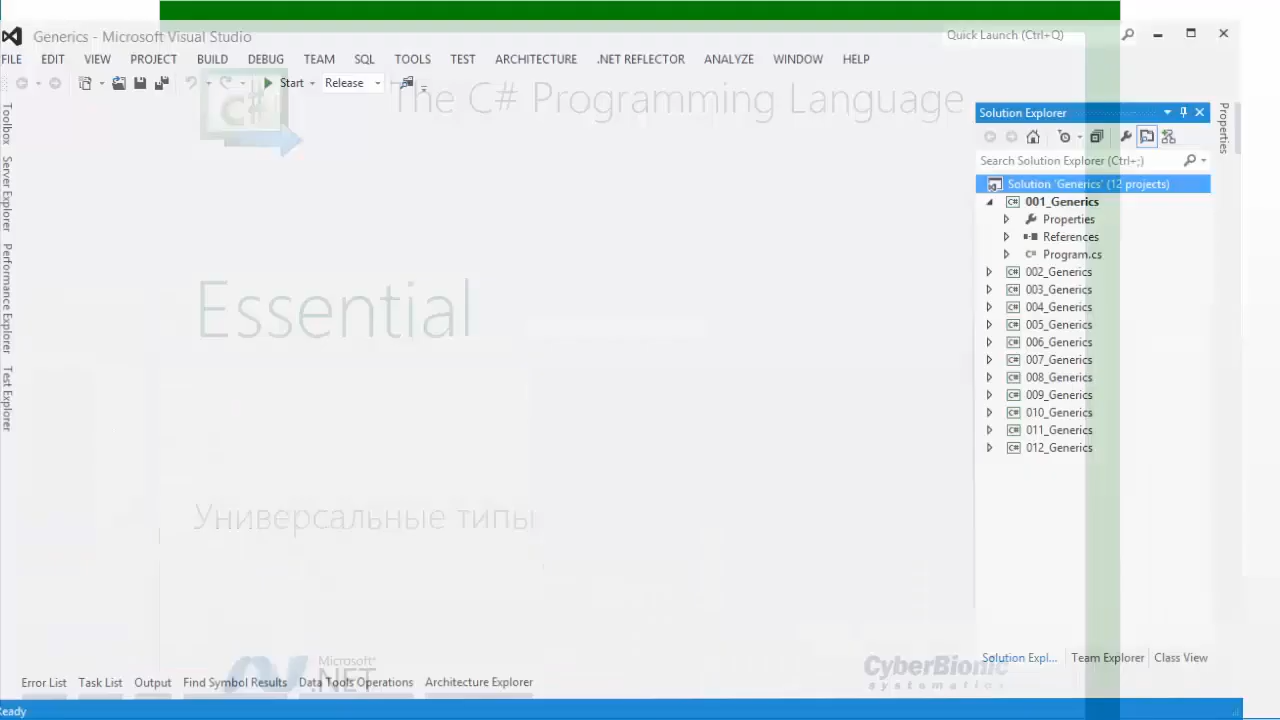 Generics - Microsoft Visual Studio
Quick Launch (Ctrl+Q)
FILE EDIT VIEW PROJECT BUILD DEBUG TEAM SQL TOOLS TEST ARCHITECTURE .NET REFLECTOR ANALYZE WINDOW HELP
Start Release
C#
The C# Programming Language
Toolbox
Server Explorer
Performance Explorer
Test Explorer
Solution Explorer
Properties
Search Solution Explorer (Ctrl+;)
Solution 'Generics' (12 projects)
C# 001_Generics
Properties
References
C# Program.cs
C# 002_Generics
C# 003_Generics
C# 004_Generics
C# 005_Generics
C# 006_Generics
C# 007_Generics
C# 008_Generics
C# 009_Generics
C# 010_Generics
C# 011_Generics
C# 012_Generics
Essential
Универсальные типы
Microsoft®
.NET
CyberBionic
systematics
Solution Expl... Team Explorer Class View
Error List Task List Output Find Symbol Results Data Tools Operations Architecture Explorer
Ready